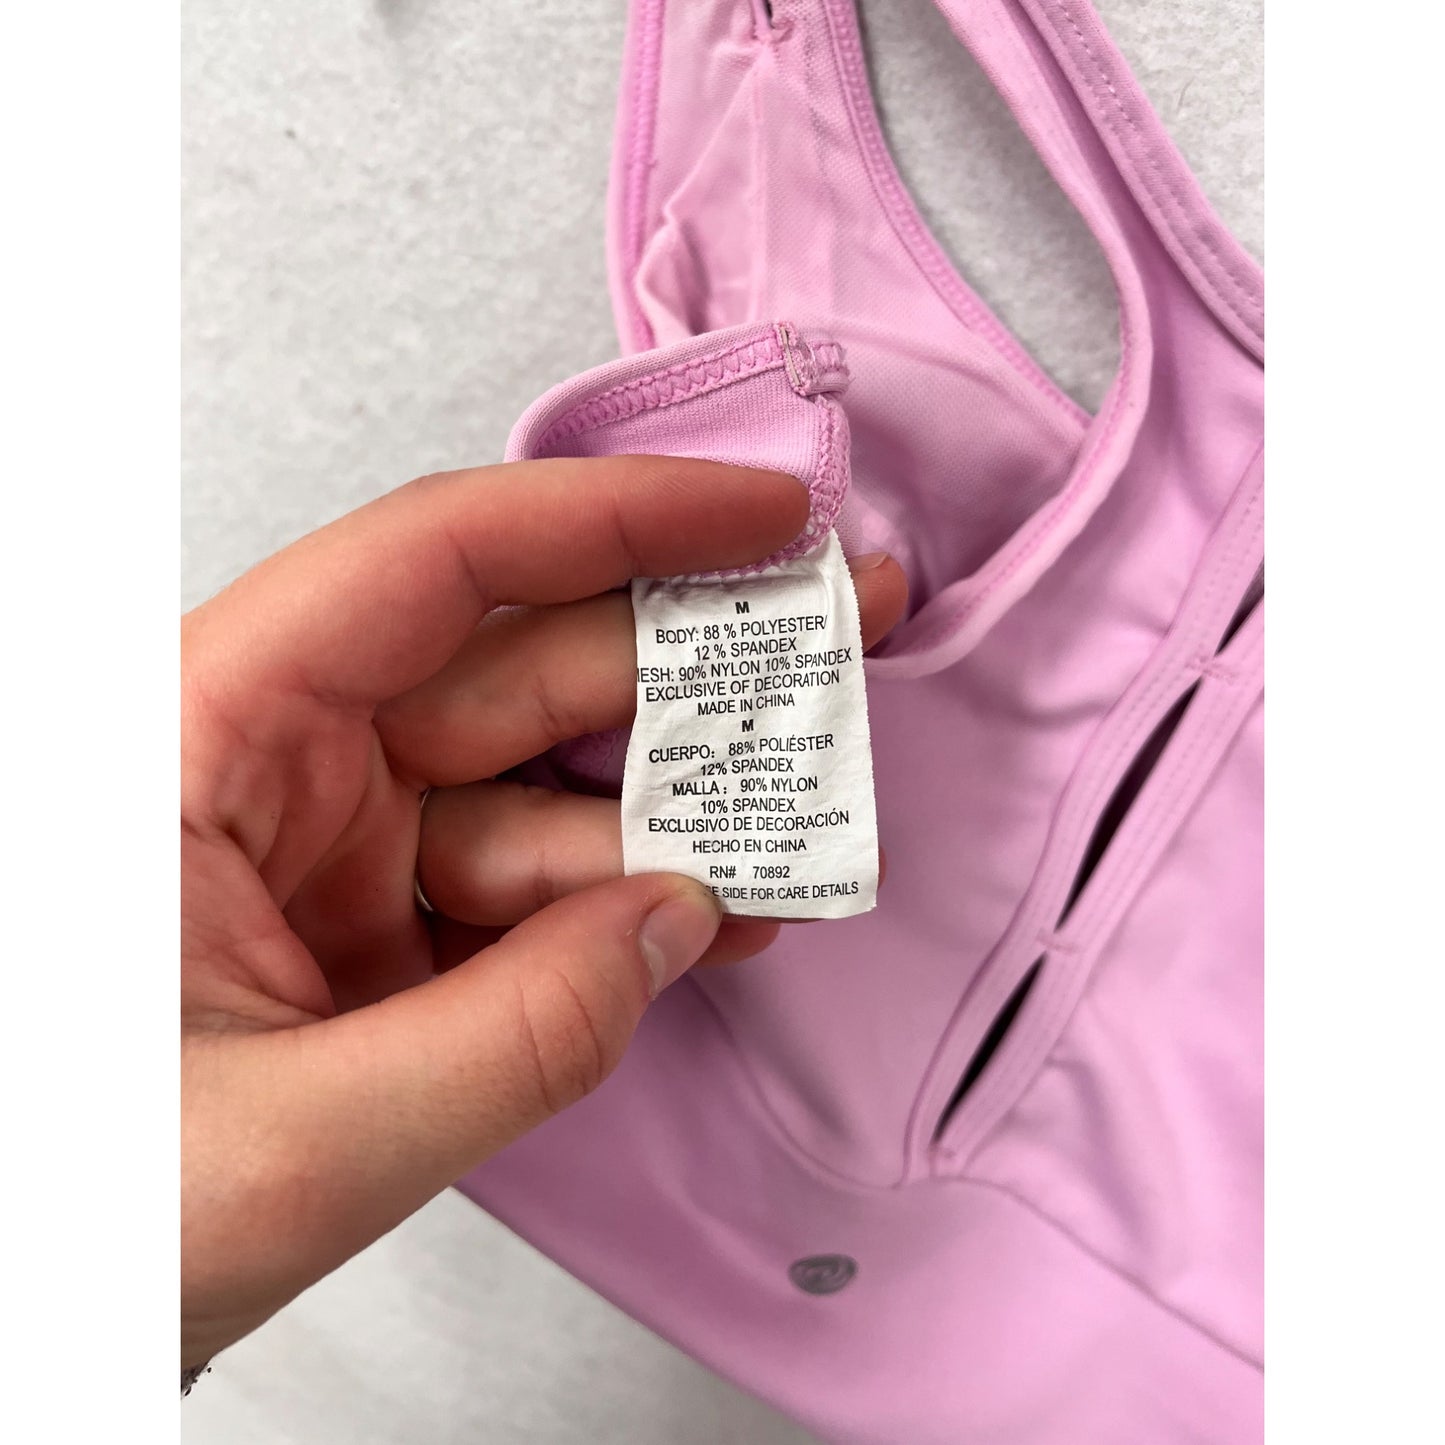 M
BODY: 88 % POLYESTER/
12 % SPANDEX
90% NYLON 10% SPANDEX
EXCLUSIVE OF DECORATION
MADE IN CHINA
M
CUERPO: 88% POLIÉSTER
12% SPANDEX
MALLA: 90% NYLON
10% SPANDEX
EXCLUSIVO DE DECORACIÓN
HECHO EN CHINA
RN# 70892
SIDE FOR CARE DETAILS